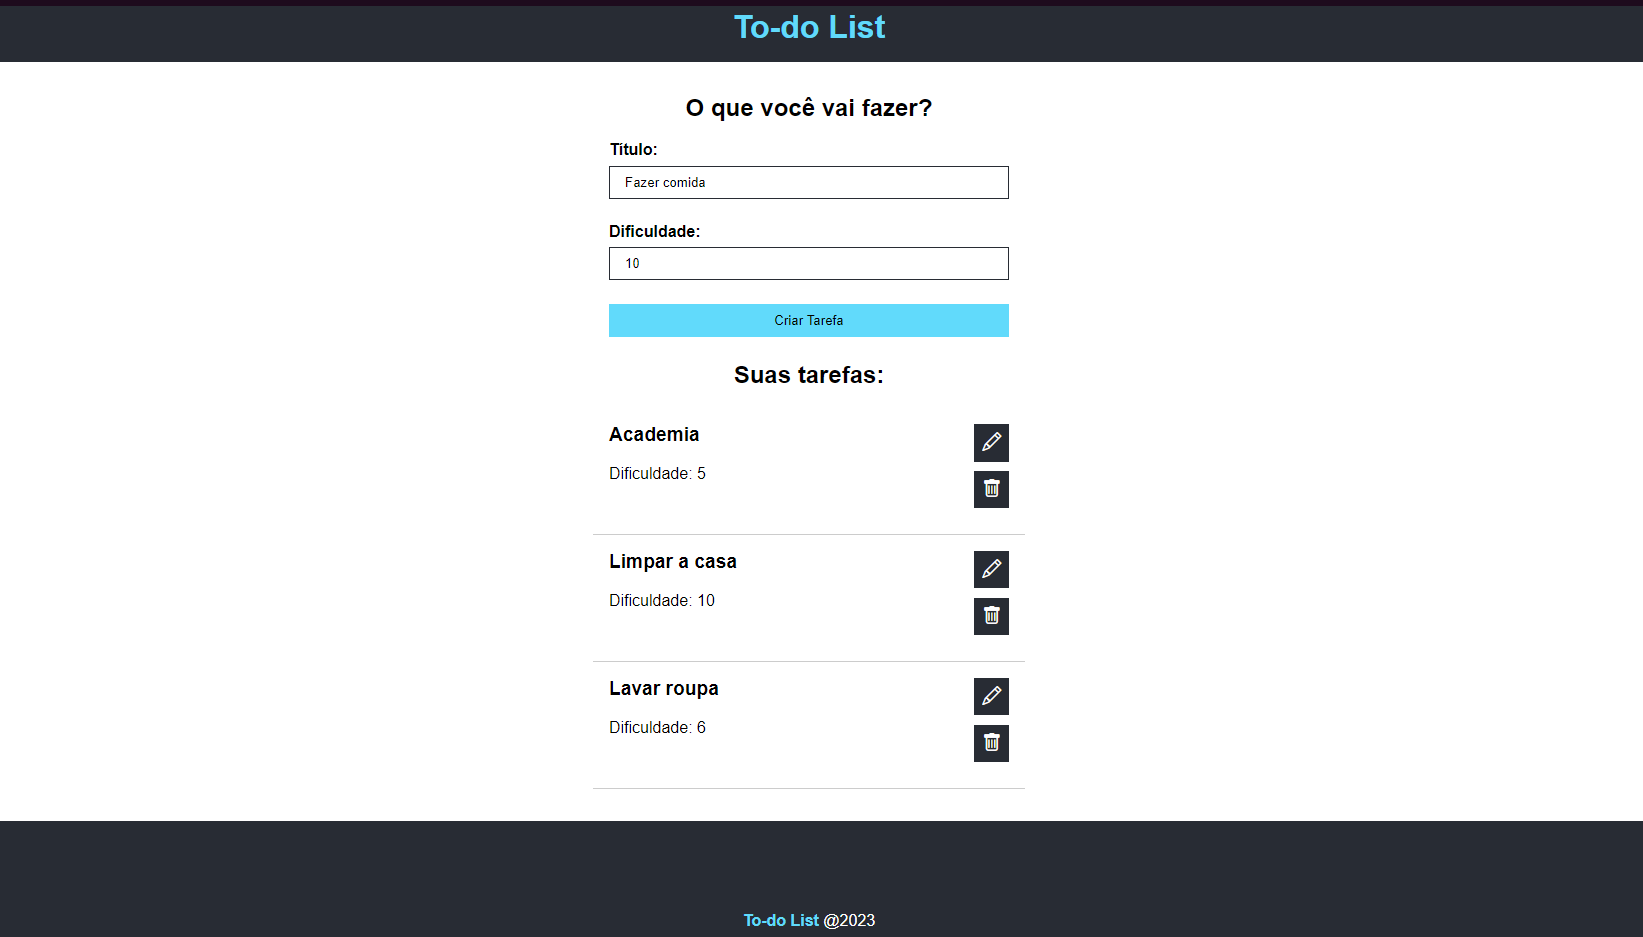 To-do List
O que você vai fazer?
Título:
Fazer comida
Dificuldade:
10
Criar Tarefa
Suas tarefas:
Academia
Dificuldade: 5
Limpar a casa
Dificuldade: 10
Lavar roupa
Dificuldade: 6
To-do List @2023